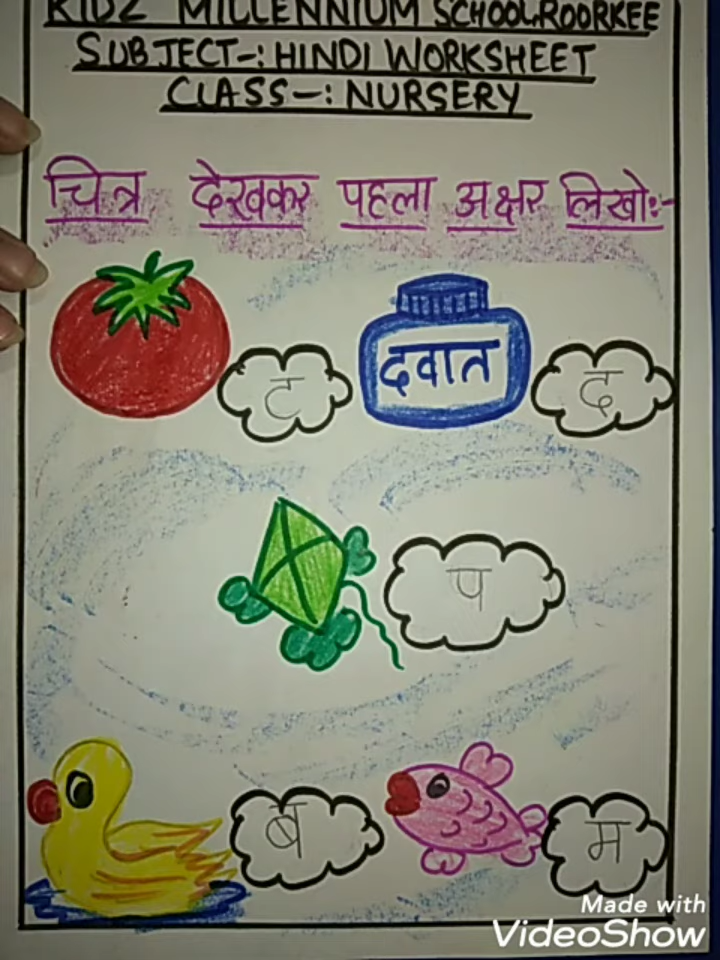 KIDZ MILLENNIUM SCHOOL, ROORKEE
SUBJECT-: HINDI WORKSHEET
CLASS-: NURSERY
चित्र देखकर पहला अक्षर लिखो:-
ट दवात द
प
ब म
Made with
VideoShow